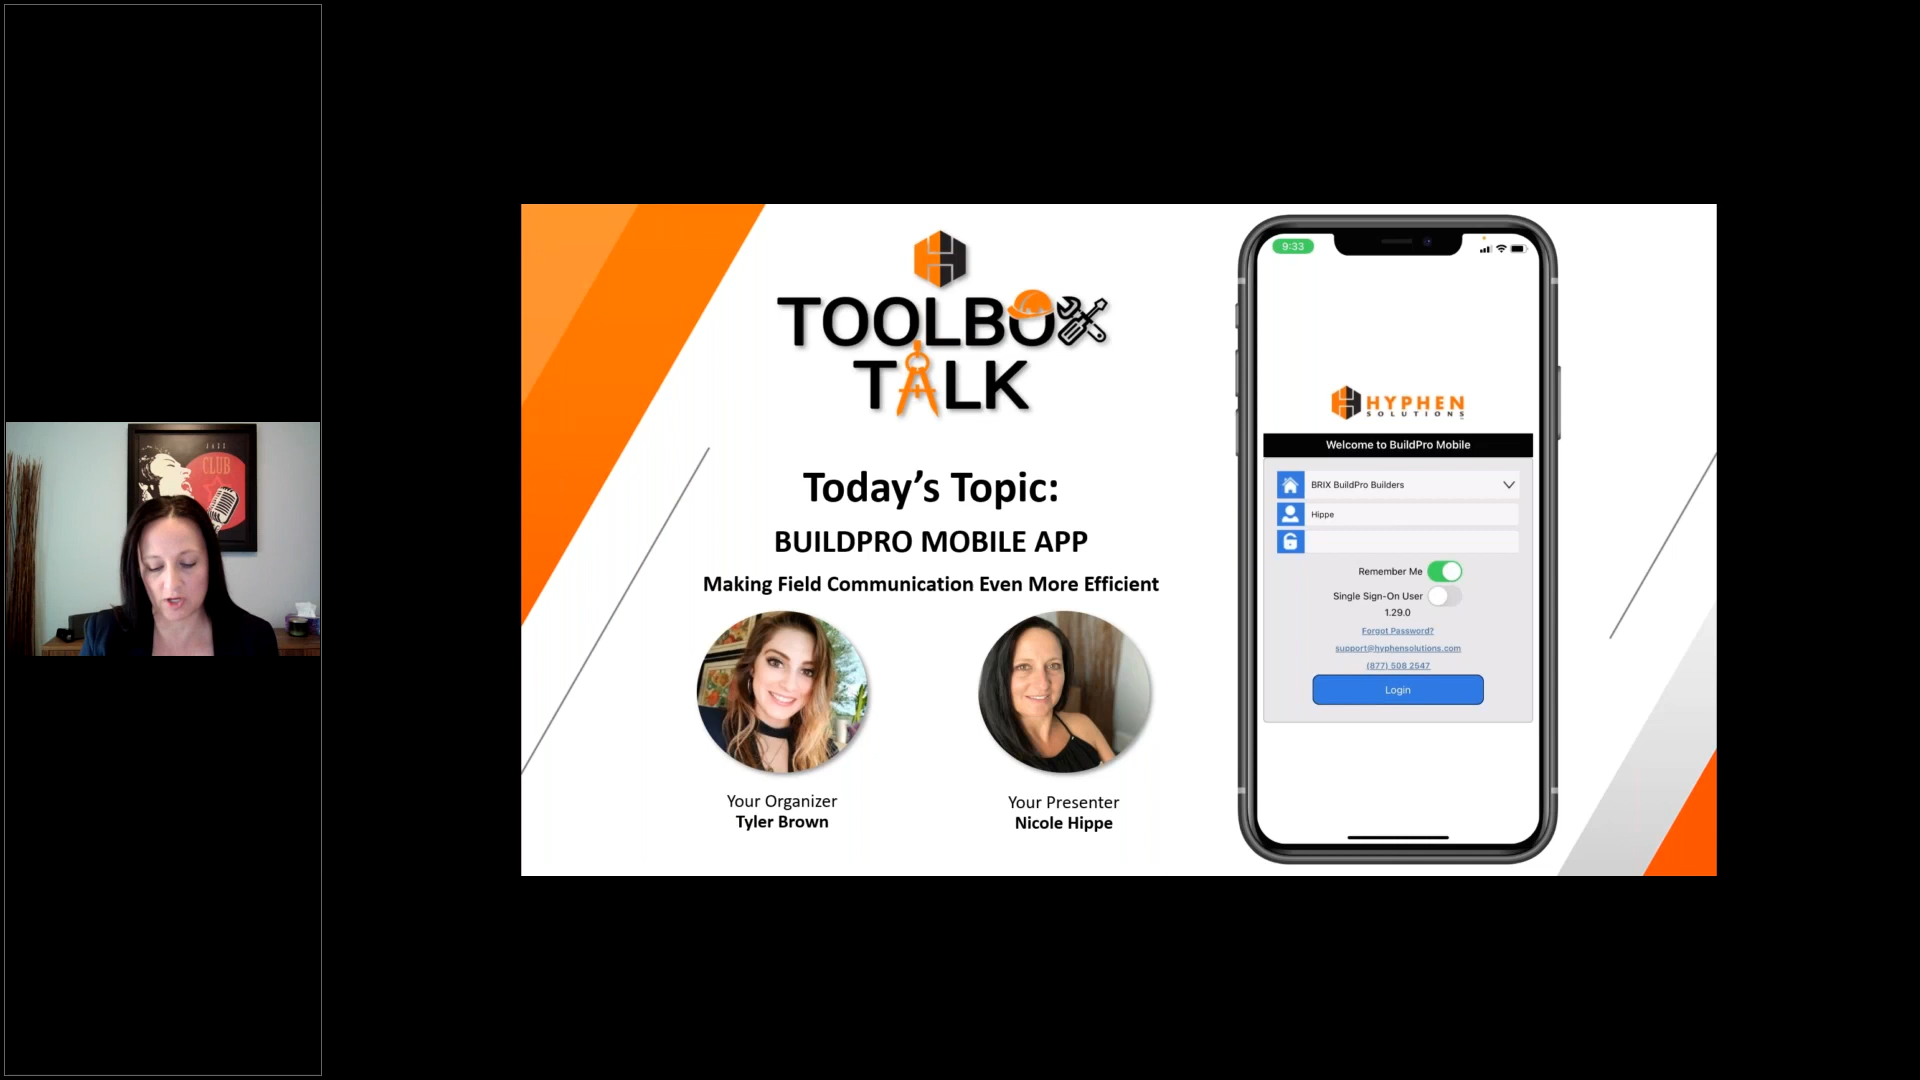 JAZZ
CLUB
TOOLBOX
TALK
Today's Topic:
BUILDPRO MOBILE APP
Making Field Communication Even More Efficient
Your Organizer
Tyler Brown
Your Presenter
Nicole Hippe
9:33
HYPHEN
SOLUTIONS
Welcome to BuildPro Mobile
BRIX BuildPro Builders
Hippe
Remember Me
Single Sign-On User
1.29.0
Forgot Password?
support@hyphensolutions.com
(877) 508 2547
Login